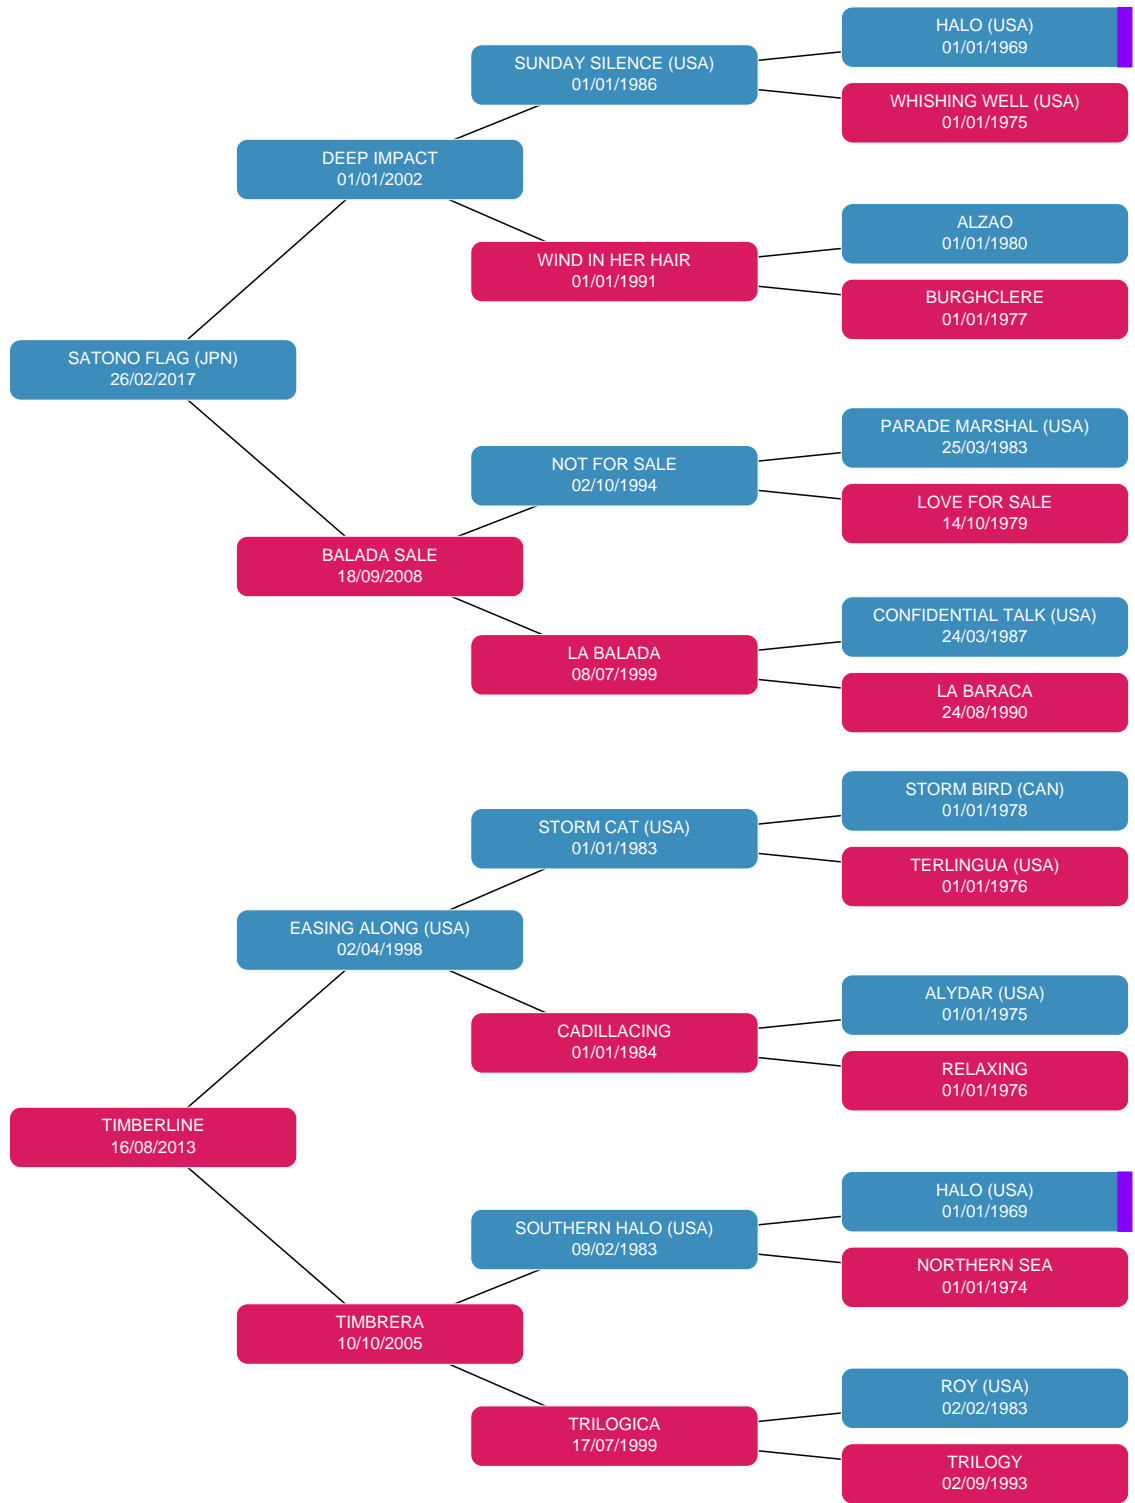 HALO (USA)
01/01/1969
SUNDAY SILENCE (USA)
01/01/1986
WHISHING WELL (USA)
01/01/1975
DEEP IMPACT
01/01/2002
ALZAO
01/01/1980
WIND IN HER HAIR
01/01/1991
BURGHCLERE
01/01/1977
SATONO FLAG (JPN)
26/02/2017
PARADE MARSHAL (USA)
25/03/1983
NOT FOR SALE
02/10/1994
LOVE FOR SALE
14/10/1979
BALADA SALE
18/09/2008
CONFIDENTIAL TALK (USA)
24/03/1987
LA BALADA
08/07/1999
LA BARACA
24/08/1990
STORM BIRD (CAN)
01/01/1978
STORM CAT (USA)
01/01/1983
TERLINGUA (USA)
01/01/1976
EASING ALONG (USA)
02/04/1998
ALYDAR (USA)
01/01/1975
CADILLACING
01/01/1984
RELAXING
01/01/1976
TIMBERLINE
16/08/2013
HALO (USA)
01/01/1969
SOUTHERN HALO (USA)
09/02/1983
NORTHERN SEA
01/01/1974
TIMBRERA
10/10/2005
ROY (USA)
02/02/1983
TRILOGICA
17/07/1999
TRILOGY
02/09/1993